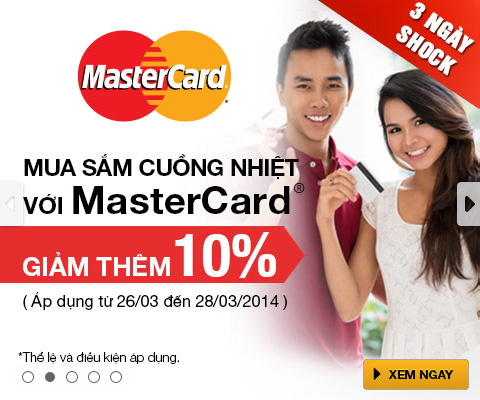 3 NGÀY
SHOCK
MasterCard
MUA SẮM CUỒNG NHIỆT
VỚI MasterCard®
GIẢM THÊM 10%
( Áp dụng từ 26/03 đến 28/03/2014 )
*Thể lệ và điều kiện áp dụng.
XEM NGAY